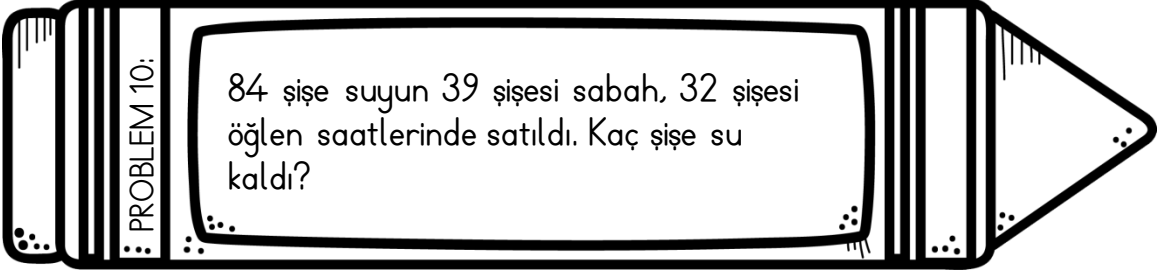 PROBLEM 10:
84 şişe suyun 39 şişesi sabah, 32 şişesi
öğlen saatlerinde satıldı. Kaç şişe su
kaldı?